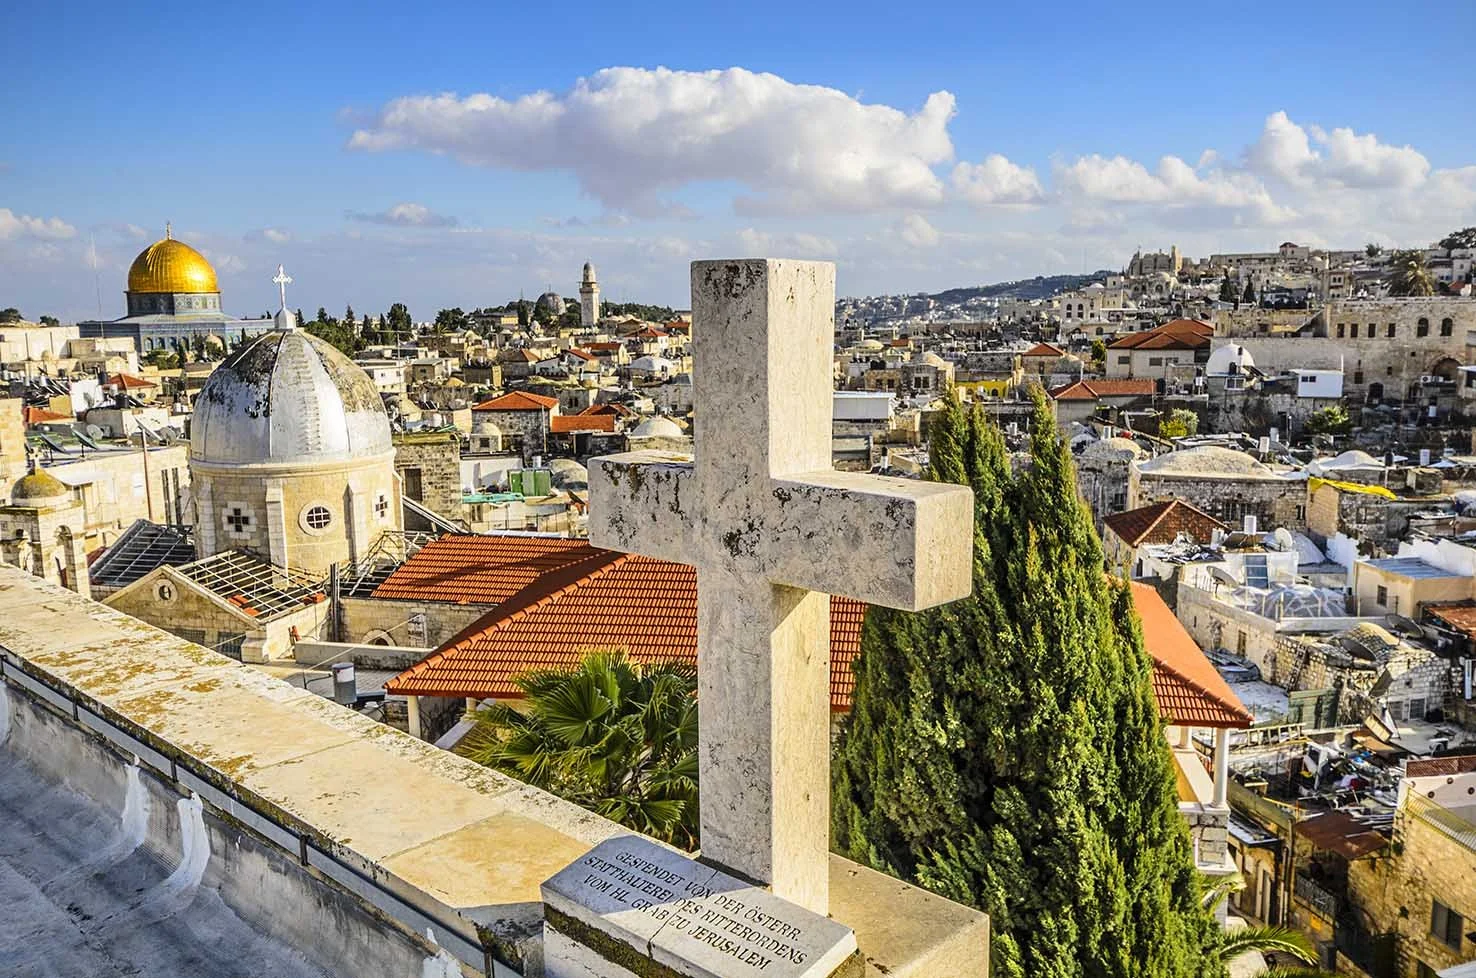 GESPENDET VON DER ÖSTERR.
STATTHALTEREI DES RITTERORDENS
VOM HL. GRAB ZU JERUSALEM